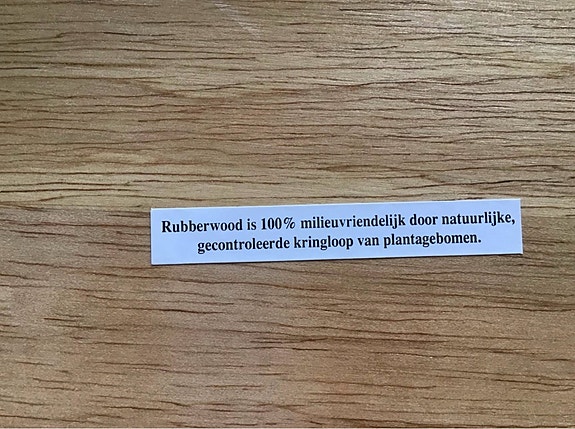 Rubberwood is 100% milieuvriendelijk door natuurlijke,
gecontroleerde kringloop van plantagebomen.